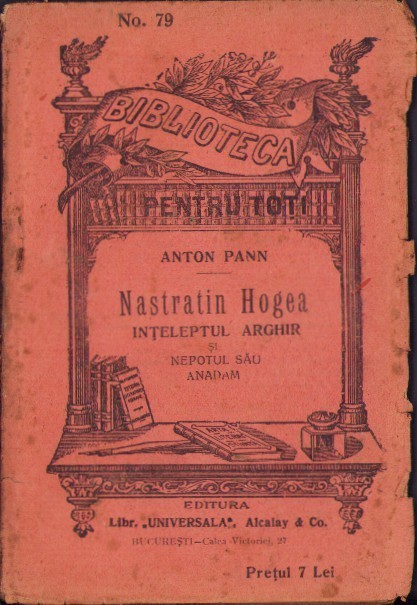 No. 79
BIBLIOTECA
PENTRU TOȚI
ANTON PANN
Nastratin Hogea
INȚELEPTUL ARGHIR
ȘI
NEPOTUL SĂU
ANADAM
EDITURA
Libr. „UNIVERSALA", Alcalay & Co.
BUCUREȘTI—Calea Victoriei, 27
Prețul 7 Lei